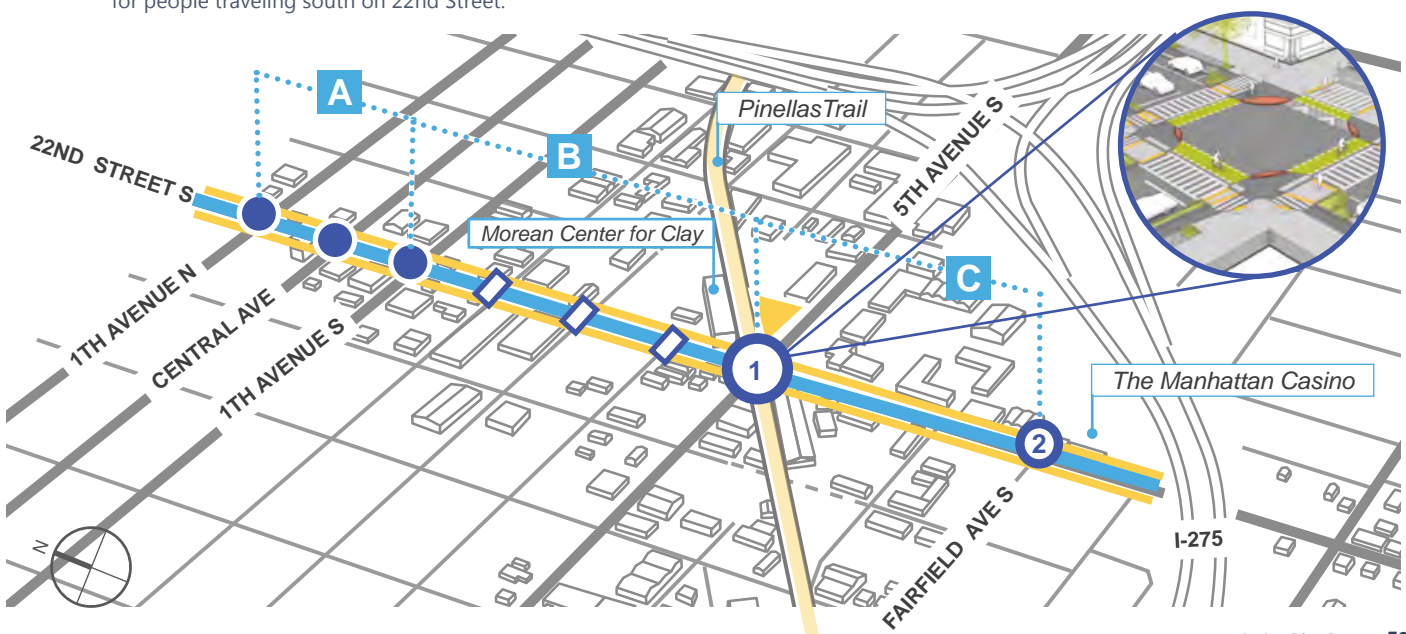 for people traveling south on 22nd Street.
A
PinellasTrail
B
5TH AVENUE S
22ND STREET S
Morean Center for Clay
C
1TH AVENUE N
CENTRAL AVE
1TH AVENUE S
1
The Manhattan Casino
2
FAIRFIELD AVE S
I-275
N